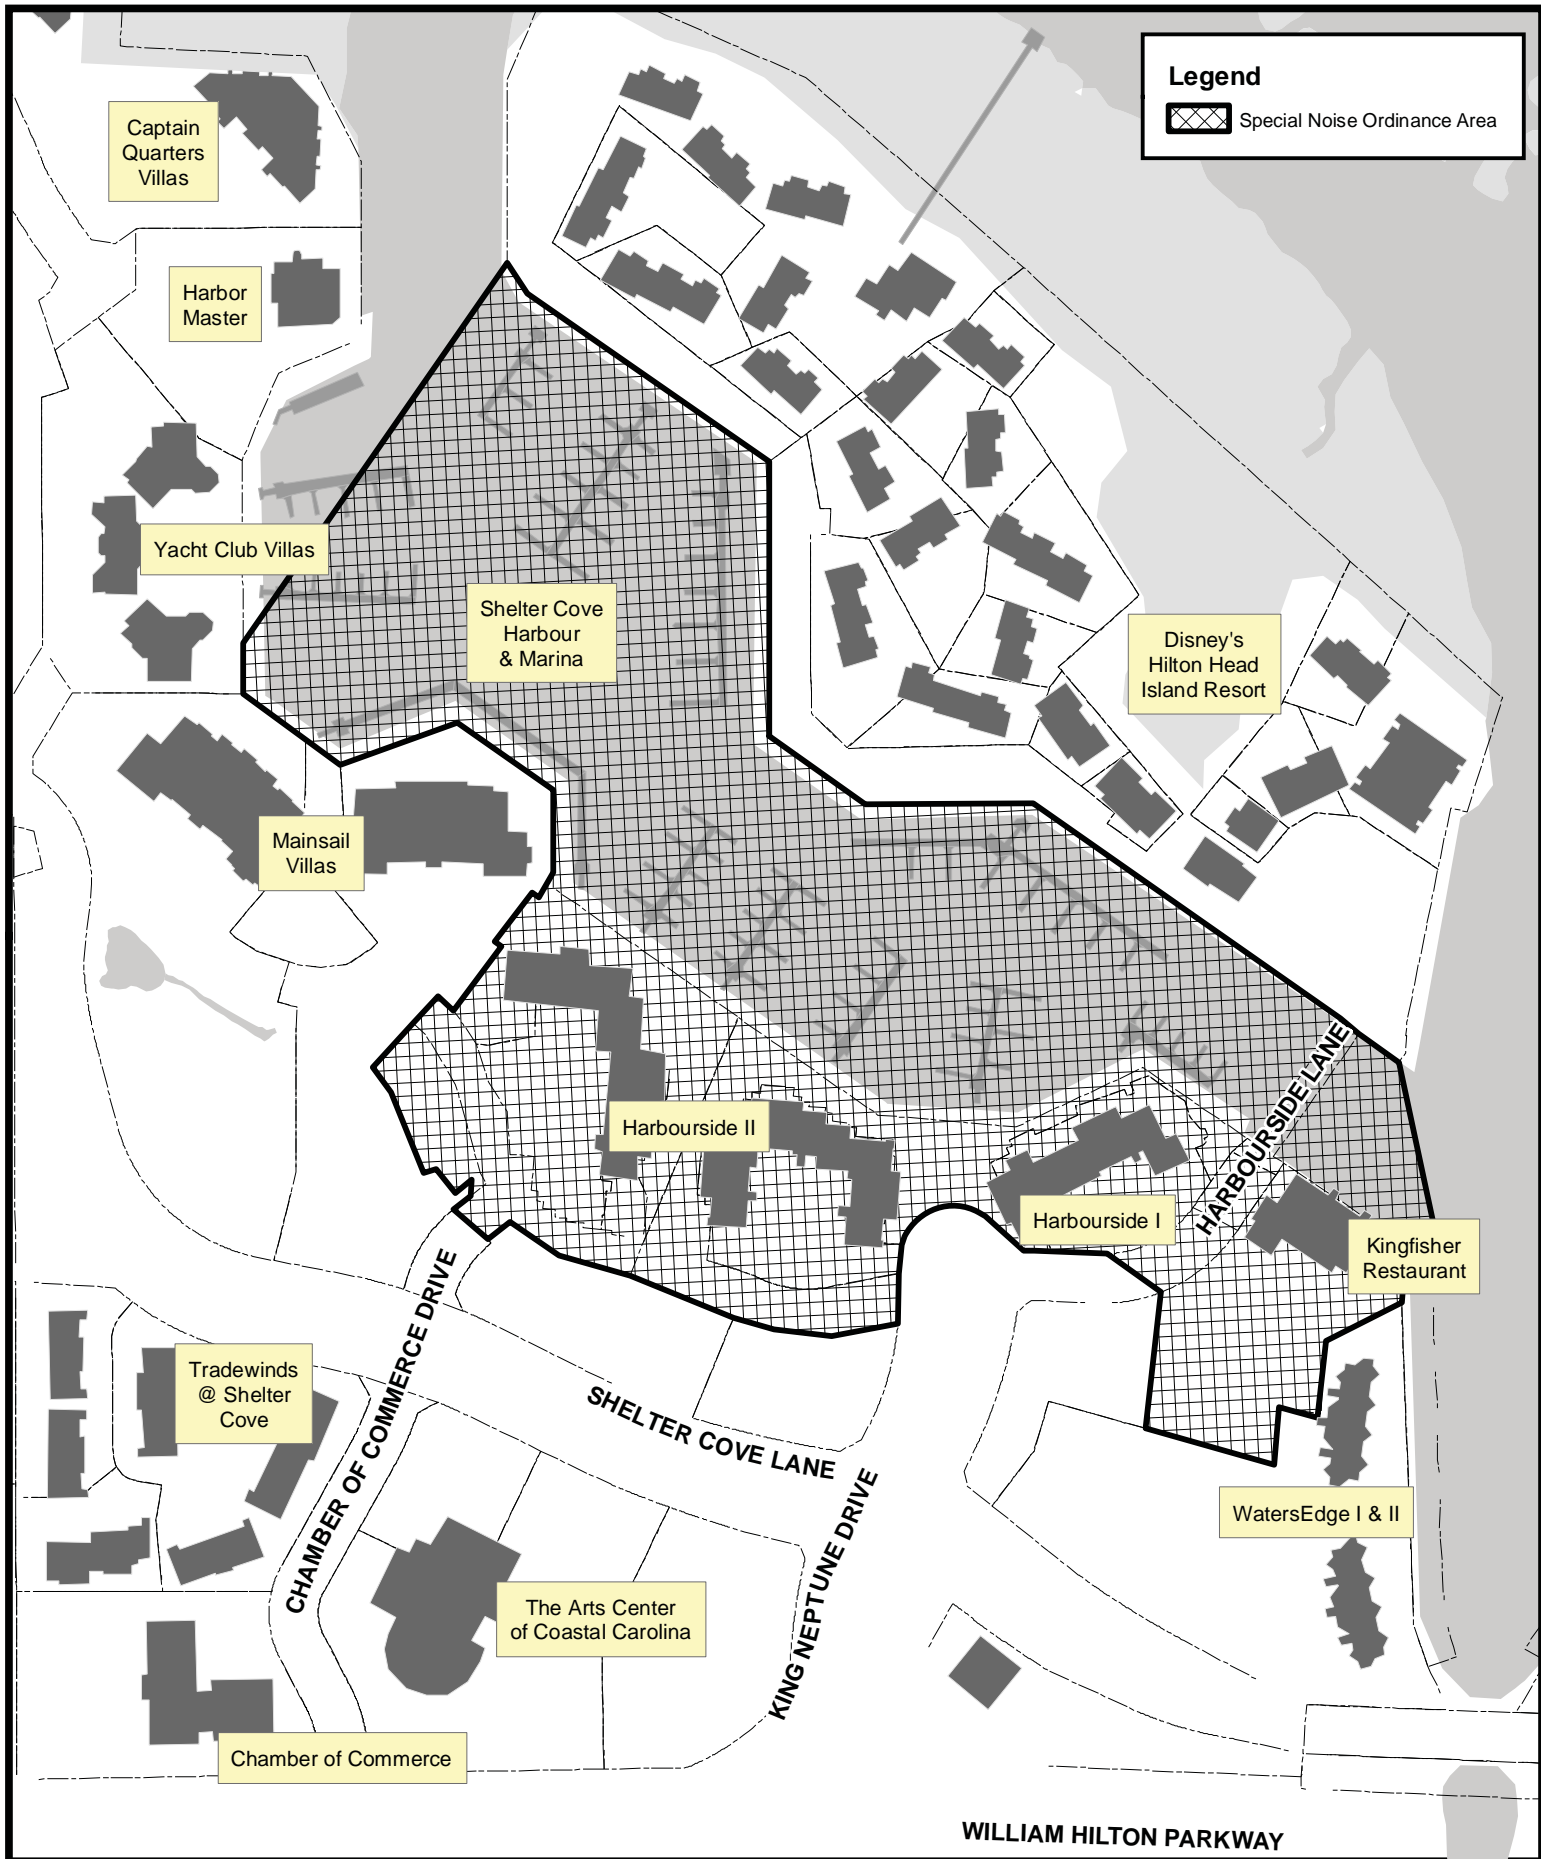 Legend
Special Noise Ordinance Area
Captain
Quarters
Villas
Harbor
Master
Yacht Club Villas
Shelter Cove
Harbour
& Marina
Disney's
Hilton Head
Island Resort
Mainsail
Villas
Harbourside II
Harbourside I
HARBOURSIDE LANE
Kingfisher
Restaurant
Tradewinds
@ Shelter
Cove
CHAMBER OF COMMERCE DRIVE
SHELTER COVE LANE
KING NEPTUNE DRIVE
WatersEdge I & II
The Arts Center
of Coastal Carolina
Chamber of Commerce
WILLIAM HILTON PARKWAY